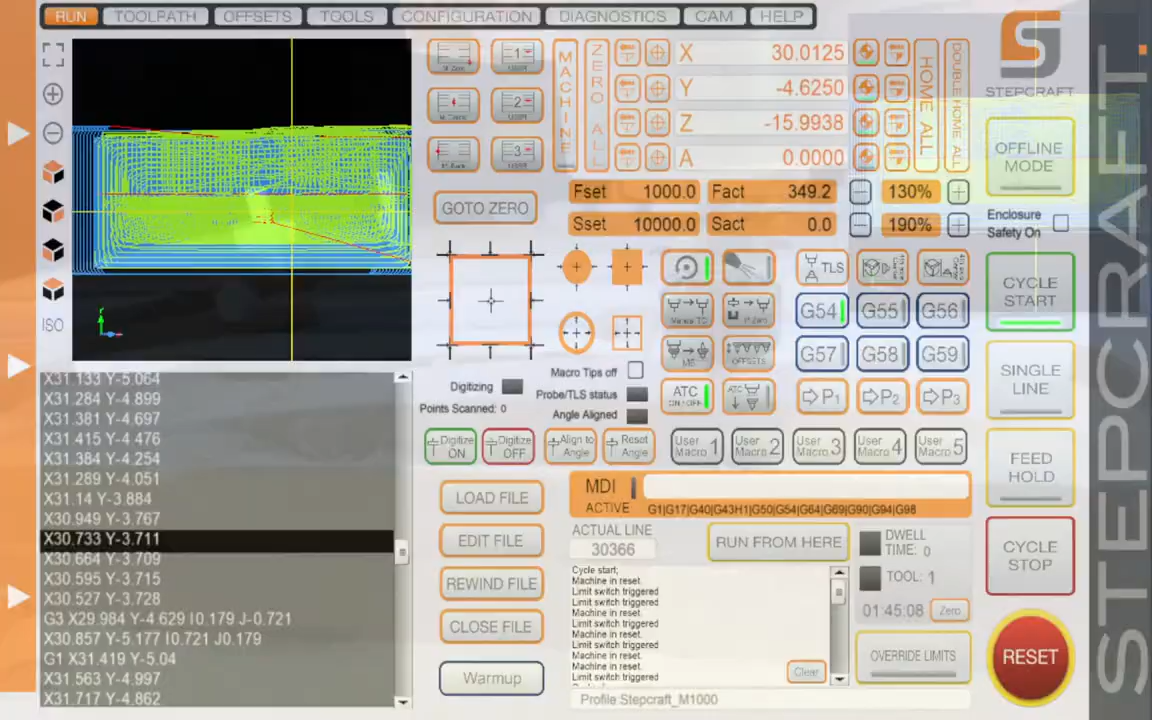 RUN TOOLPATH OFFSETS TOOLS CONFIGURATION DIAGNOSTICS CAM HELP
STEPCRAFT
STEPCRAFT.
1
2
3
MACHINE
ZERO ALL
X 30.0125
Y -4.6250
Z -15.9938
A 0.0000
HOME ALL
DOUBLE HOME ALL
OFFLINE
MODE
GOTO ZERO
Fset 1000.0 Fact 349.2 130%
Sset 10000.0 Sact 0.0 190%
Enclosure
Safety On
TLS
G54 G55 G56
G57 G58 G59
OFFSETS
ATC
ON / OFF
ATC
P1 P2 P3
CYCLE
START
SINGLE
LINE
FEED
HOLD
CYCLE
STOP
RESET
ISO
Macro Tips off
Digitizing
Probe/TLS status
Points Scanned: 0
Angle Aligned
Digitize
ON
Digitize
OFF
Align to
Angle
Reset
Angle
User
Macro 1
User
Macro 2
User
Macro 3
User
Macro 4
User
Macro 5
X31.133 Y-5.064
X31.284 Y-4.899
X31.381 Y-4.697
X31.415 Y-4.476
X31.384 Y-4.254
X31.289 Y-4.051
X31.14 Y-3.884
X30.949 Y-3.767
X30.733 Y-3.711
X30.664 Y-3.709
X30.595 Y-3.715
X30.527 Y-3.728
G3 X29.984 Y-4.629 I0.179 J-0.721
X30.857 Y-5.177 I0.721 J0.179
G1 X31.419 Y-5.04
X31.563 Y-4.997
X31.717 Y-4.862
LOAD FILE
EDIT FILE
REWIND FILE
CLOSE FILE
Warmup
MDI
ACTIVE G1|G17|G40|G43H1|G50|G54|G64|G69|G90|G94|G98
ACTUAL LINE
30366
RUN FROM HERE
DWELL
TIME: 0
TOOL: 1
01:45:08 Zero
OVERRIDE LIMITS
Cycle start;
Machine in reset.
Limit switch triggered
Machine in reset.
Limit switch triggered
Machine in reset.
Limit switch triggered
Machine in reset.
Limit switch triggered
Machine in reset.
Limit switch triggered
Clear
Profile Stepcraft_M1000